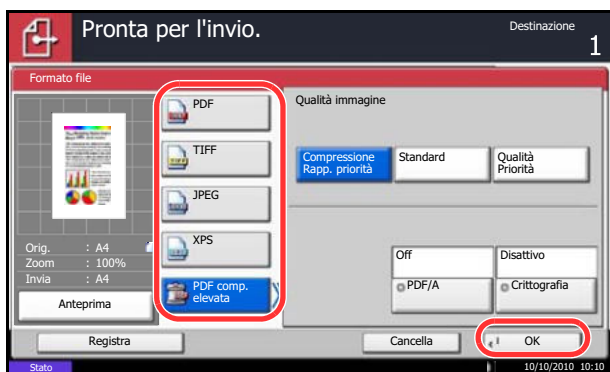 Pronta per l'invio.
Destinazione
1
Formato file
PDF
TIFF
JPEG
XPS
PDF comp.
elevata
Qualità immagine
Compressione
Rapp. priorità
Standard
Qualità
Priorità
Off
PDF/A
Disattivo
Crittografia
Orig. : A4
Zoom : 100%
Invia : A4
Anteprima
Registra
Cancella
OK
Stato
10/10/2010 10:10